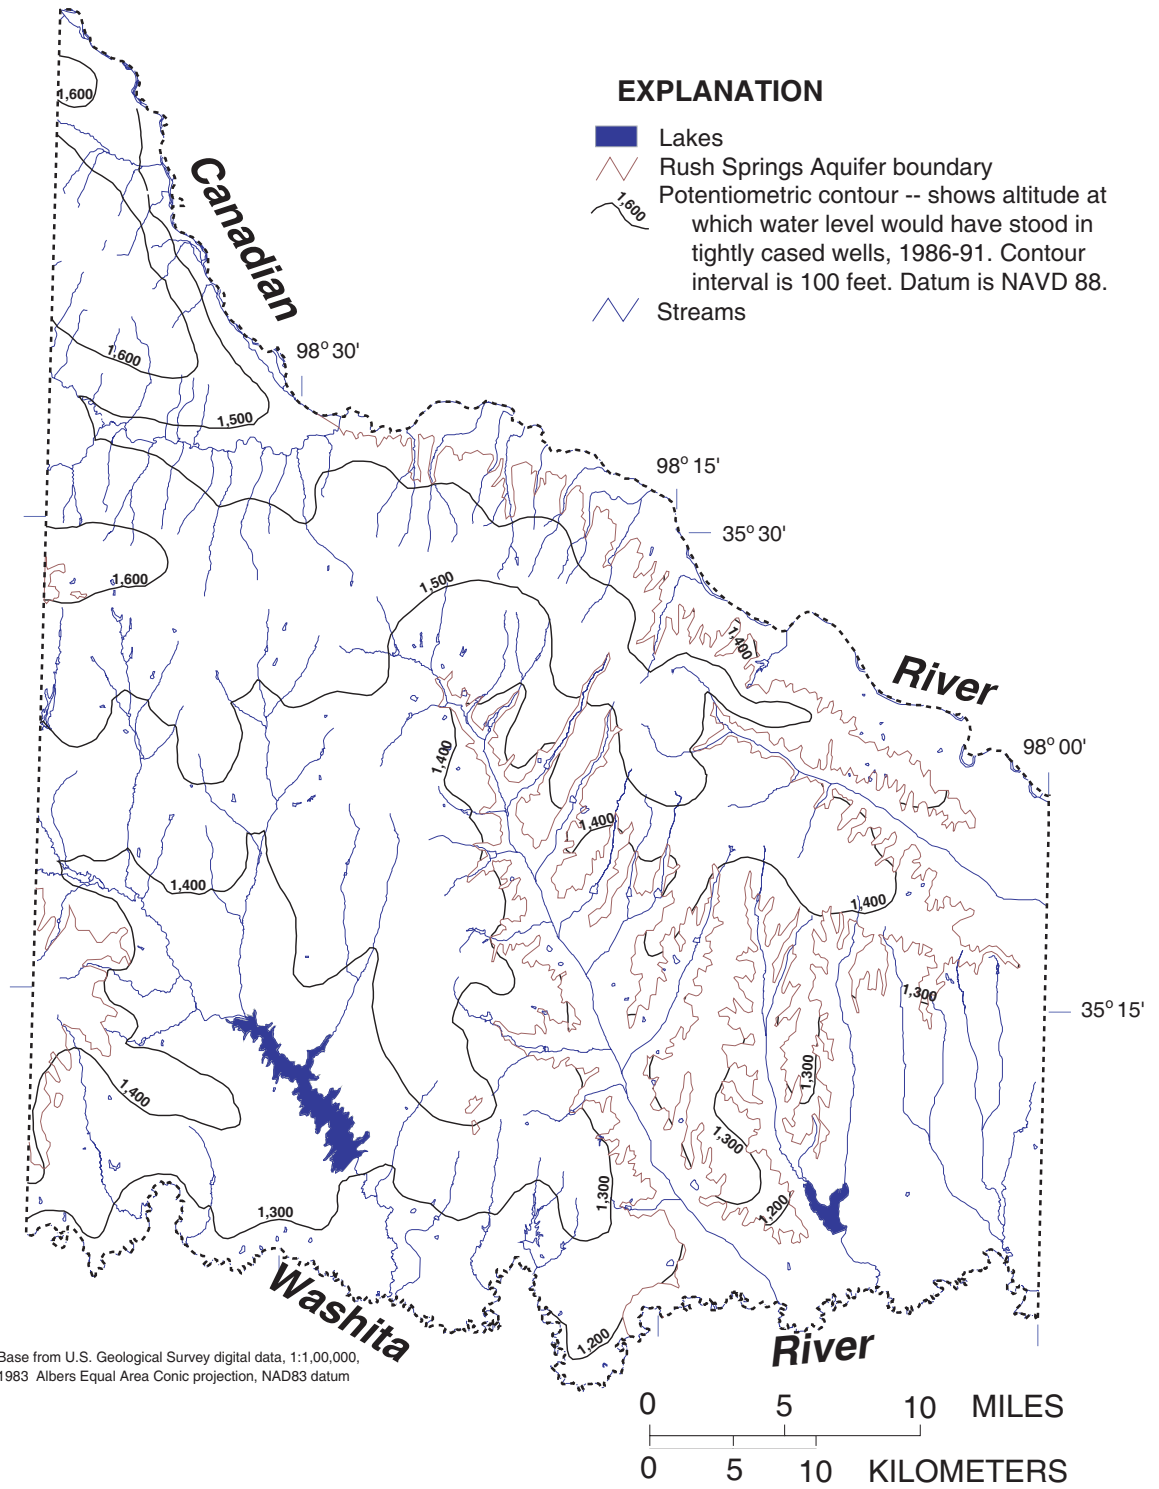 EXPLANATION
Lakes
Rush Springs Aquifer boundary
1,600
Potentiometric contour -- shows altitude at
which water level would have stood in
tightly cased wells, 1986-91. Contour
interval is 100 feet. Datum is NAVD 88.
Streams
1,600
Canadian
98° 30'
1,600
1,500
98° 15'
35° 30'
1,600
1,500
1,400
River
98° 00'
1,400
1,400
1,400
1,400
1,300
35° 15'
1,300
1,400
1,300
1,300
1,200
1,300
Washita
River
1,200
Base from U.S. Geological Survey digital data, 1:1,00,000,
1983 Albers Equal Area Conic projection, NAD83 datum
0 5 10 MILES
0 5 10 KILOMETERS